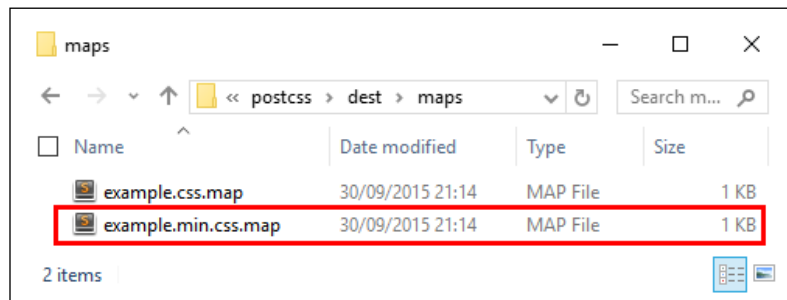 maps
« postcss > dest > maps Search m...
Name Date modified Type Size
example.css.map 30/09/2015 21:14 MAP File 1 KB
example.min.css.map 30/09/2015 21:14 MAP File 1 KB
2 items